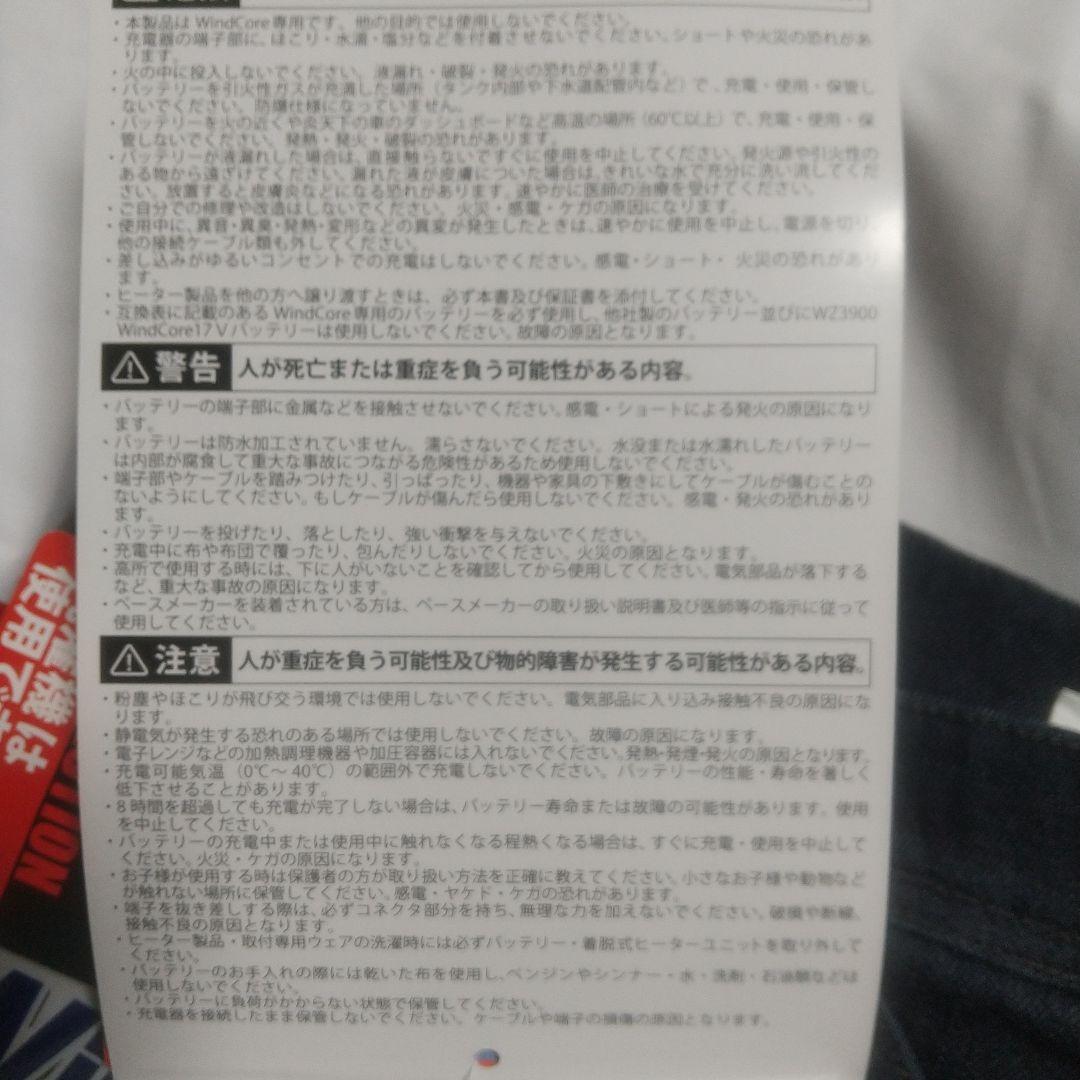 ・本製品は WindCore 専用です。他の目的では使用しないでください。
・充電器の端子部に、ほこり・水滴・塩分などを付着させないでください。ショートや火災の恐れがあ
ります。
・火の中に投入しないでください。液漏れ・破裂・発火の恐れがあります。
・バッテリーを引火性ガスが充満した場所（タンク内部や下水道配管内など）で、充電・使用・保管し
ないでください。防爆仕様になっていません。
・バッテリーを火の近くや炎天下の車のダッシュボードなど高温の場所（60℃以上）で、充電・使用・保
管しないでください。発熱・発火・破裂の恐れがあります。
・バッテリーが液漏れした場合は、直接触らないですぐに使用を中止してください。発火源や引火性の
ある物から遠ざけてください。漏れた液が皮膚についた場合は、きれいな水で充分に洗い流してくだ
さい。放置すると皮膚炎などになる恐れがあります。速やかに医師の治療を受けてください。
・ご自分での修理や改造はしないでください。火災・感電・ケガの原因になります。
・使用中に、異音・異臭・発熱・変形などの異変が発生したときは、速やかに使用を中止し、電源を切り、
他の接続ケーブル類も外してください。
・差し込みがゆるいコンセントでの充電はしないでください。感電・ショート・ 火災の恐れがあり
ます。
・ヒーター製品を他の方へ譲り渡すときは、必ず本書及び保証書を添付してください。
・互換表に記載のある WindCore 専用のバッテリーを必ず使用し、他社製のバッテリー並びにWZ3900
WindCore17 V バッテリーは使用しないでください。故障の原因となります。
⚠ 警告 人が死亡または重症を負う可能性がある内容。
・バッテリーの端子部に金属などを接触させないでください。感電・ショートによる発火の原因になり
ます。
・バッテリーは防水加工されていません。濡らさないでください。水没または水濡れしたバッテリー
は内部が腐食して重大な事故につながる危険性があるため使用しないでください。
・端子部やケーブルを踏みつけたり、引っぱったり、機器や家具の下敷きにしてケーブルが傷むことの
ないようにしてください。もしケーブルが傷んだら使用しないでください。感電・発火の恐れがあり
ます。
・バッテリーを投げたり、落としたり、強い衝撃を与えないでください。
・充電中に布や布団で覆ったり、包んだりしないでください。火災の原因となります。
・高所で使用する時には、下に人がいないことを確認してから使用してください。電気部品が落下する
など、重大な事故の原因になります。
・ペースメーカーを装着されている方は、ペースメーカーの取り扱い説明書及び医師等の指示に従って
使用してください。
⚠ 注意 人が重症を負う可能性及び物的障害が発生する可能性がある内容。
・粉塵やほこりが飛び交う環境では使用しないでください。電気部品に入り込み接触不良の原因にな
ります。
・静電気が発生する恐れのある場所では使用しないでください。故障の原因になります。
・電子レンジなどの加熱調理機器や加圧容器には入れないでください。発熱・発煙・発火の原因となります。
・充電可能気温（0℃～ 40℃）の範囲外で充電しないでください。バッテリーの性能・寿命を著しく
低下させることがあります。
・8 時間を超過しても充電が完了しない場合は、バッテリー寿命または故障の可能性があります。使用
を中止してください。
・バッテリーの充電中または使用中に触れなくなる程熱くなる場合は、すぐに充電・使用を中止して
ください。火災・ケガの原因になります。
・お子様が使用する時は保護者の方が取り扱い方法を正確に教えてください。小さなお子様や動物など
が触れない場所に保管してください。感電・ヤケド・ケガの恐れがあります。
・端子を抜き差しする際は、必ずコネクタ部分を持ち、無理な力を加えないでください。破損や断線、
接触不良の原因となります。
・ヒーター製品・取付専用ウェアの洗濯時には必ずバッテリー・着脱式ヒーターユニットを取り外して
ください。
・バッテリーのお手入れの際には乾いた布を使用し、ベンジンやシンナー・水・洗剤・石油類などは
使用しないでください。
・バッテリーに負荷がかからない状態で保管してください。
・充電器を接続したまま保管しないでください。ケーブルや端子の損傷の原因となります。
機は
使用で
TION